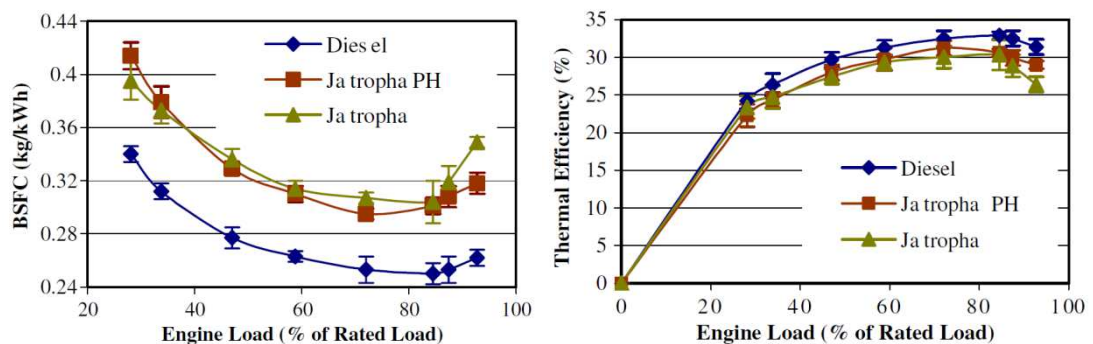 0.44
0.4
0.36
0.32
0.28
0.24
20
40
60
80
100
BSFC (kg/kWh)
Engine Load (% of Rated Load)
Dies el
Ja tropha PH
Ja tropha
35
30
25
20
15
10
5
0
0
20
40
60
80
100
Thermal Efficiency (%)
Engine Load (% of Rated Load)
Diesel
Ja tropha PH
Ja tropha